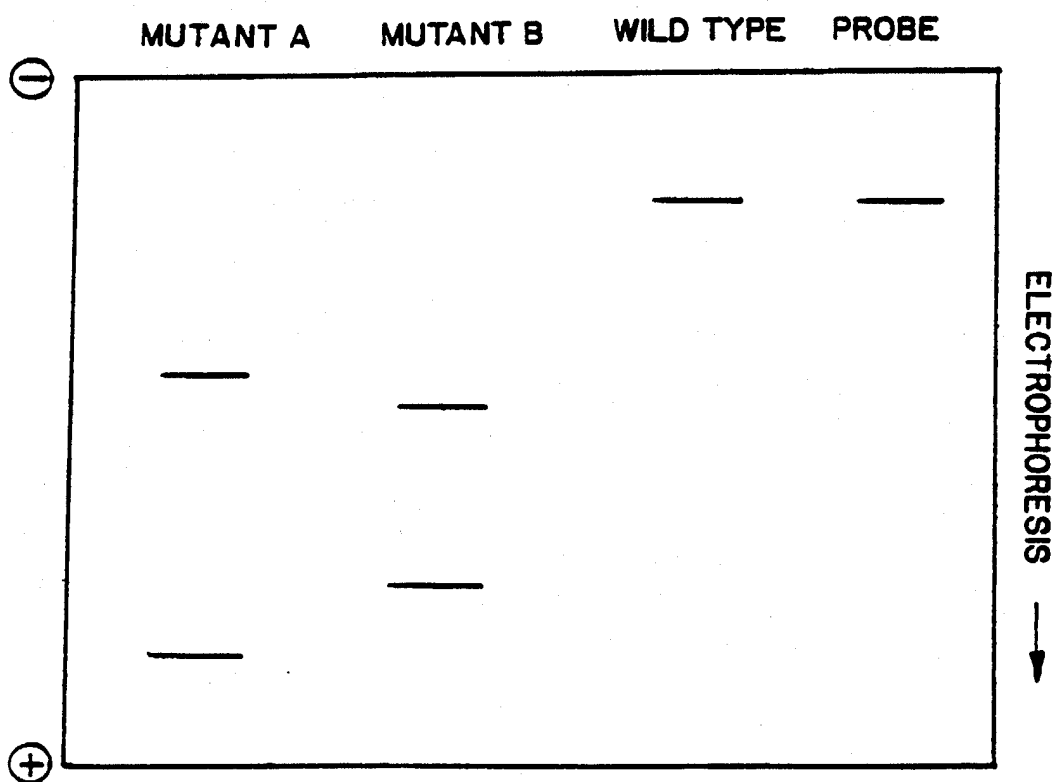 MUTANT A MUTANT B WILD TYPE PROBE
−
ELECTROPHORESIS →
+